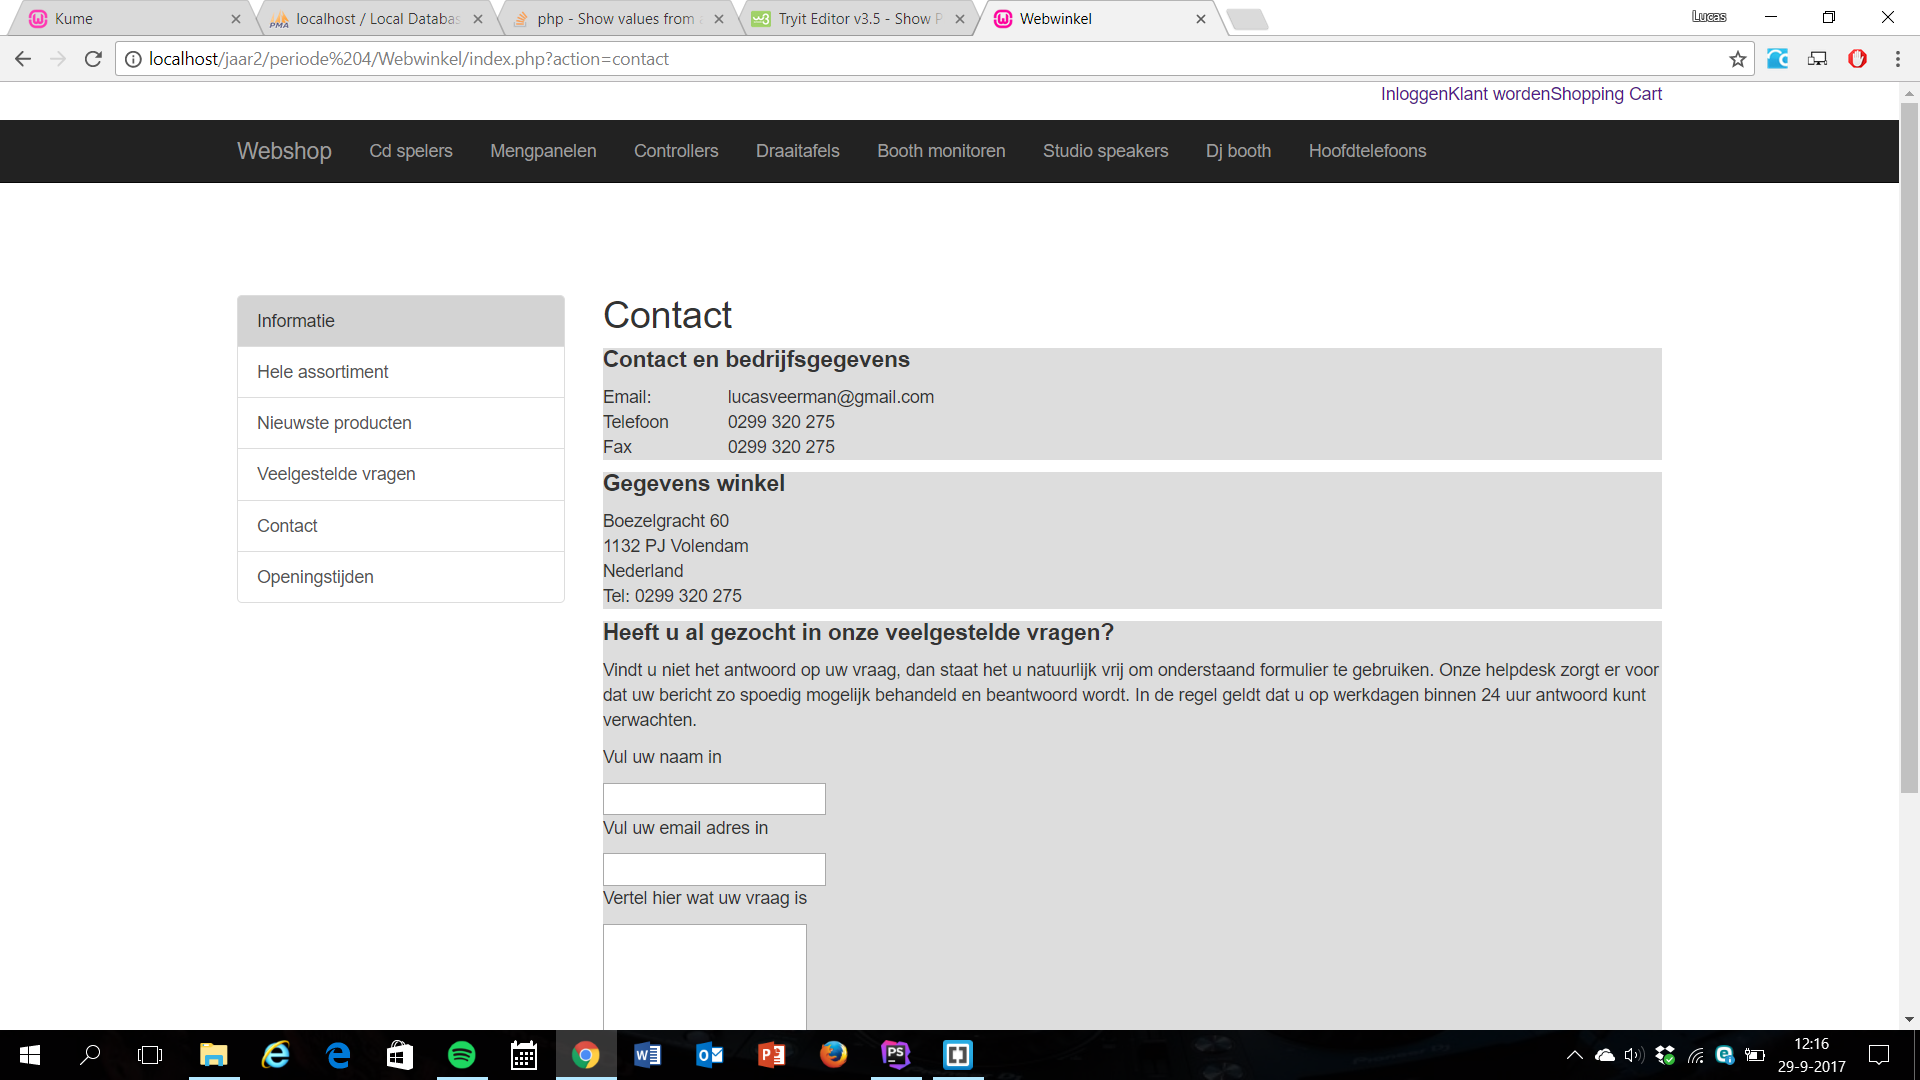 Kume
localhost / Local Databas
php - Show values from a
Tryit Editor v3.5 - Show P
Webwinkel
Lucas
localhost/jaar2/periode%204/Webwinkel/index.php?action=contact
InloggenKlant wordenShopping Cart
Webshop Cd spelers Mengpanelen Controllers Draaitafels Booth monitoren Studio speakers Dj booth Hoofdtelefoons
Informatie
Hele assortiment
Nieuwste producten
Veelgestelde vragen
Contact
Openingstijden
Contact
Contact en bedrijfsgegevens
Email: lucasveerman@gmail.com
Telefoon 0299 320 275
Fax 0299 320 275
Gegevens winkel
Boezelgracht 60
1132 PJ Volendam
Nederland
Tel: 0299 320 275
Heeft u al gezocht in onze veelgestelde vragen?
Vindt u niet het antwoord op uw vraag, dan staat het u natuurlijk vrij om onderstaand formulier te gebruiken. Onze helpdesk zorgt er voor
dat uw bericht zo spoedig mogelijk behandeld en beantwoord wordt. In de regel geldt dat u op werkdagen binnen 24 uur antwoord kunt
verwachten.
Vul uw naam in
Vul uw email adres in
Vertel hier wat uw vraag is
12:16
29-9-2017